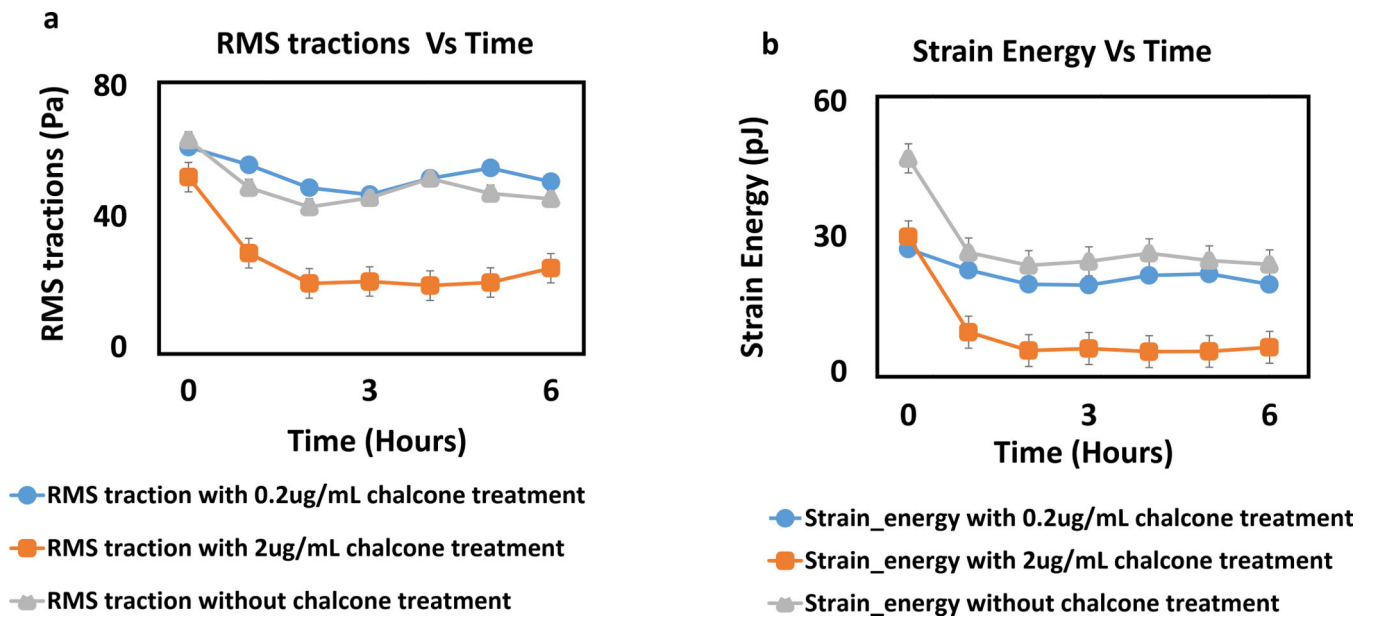 a
RMS tractions Vs Time
RMS tractions (Pa)
80
40
0
0 3 6
Time (Hours)
RMS traction with 0.2ug/mL chalcone treatment
RMS traction with 2ug/mL chalcone treatment
RMS traction without chalcone treatment
b
Strain Energy Vs Time
Strain Energy (pJ)
60
30
0
0 3 6
Time (Hours)
Strain_energy with 0.2ug/mL chalcone treatment
Strain_energy with 2ug/mL chalcone treatment
Strain_energy without chalcone treatment